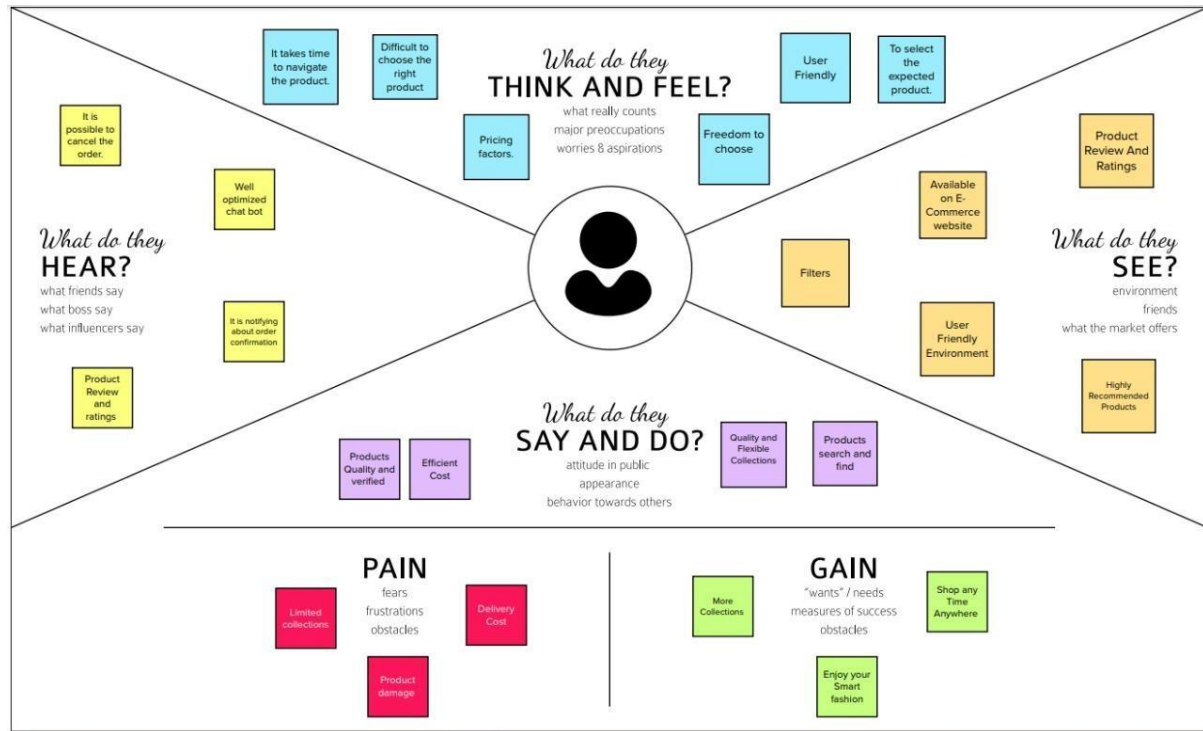 What do they
THINK AND FEEL?
what really counts
major preoccupations
worries & aspirations
It takes time
to navigate
the product.
Difficult to
choose the
right
product
Pricing
factors.
User
Friendly
To select
the
expected
product.
Freedom to
choose
What do they
HEAR?
what friends say
what boss say
what influencers say
It is
possible to
cancel the
order.
Well
optimized
chat bot
It is notifying
about order
confirmation
Product
Review
and
ratings
What do they
SEE?
environment
friends
what the market offers
Product
Review And
Ratings
Available
on E-
Commerce
website
Filters
User
Friendly
Environment
Highly
Recommended
Products
What do they
SAY AND DO?
attitude in public
appearance
behavior towards others
Products
Quality and
verified
Efficient
Cost
Quality and
Flexible
Collections
Products
search and
find
PAIN
fears
frustrations
obstacles
Limited
collections
Delivery
Cost
Product
damage
GAIN
"wants" / needs
measures of success
obstacles
More
Collections
Shop any
Time
Anywhere
Enjoy your
Smart
fashion